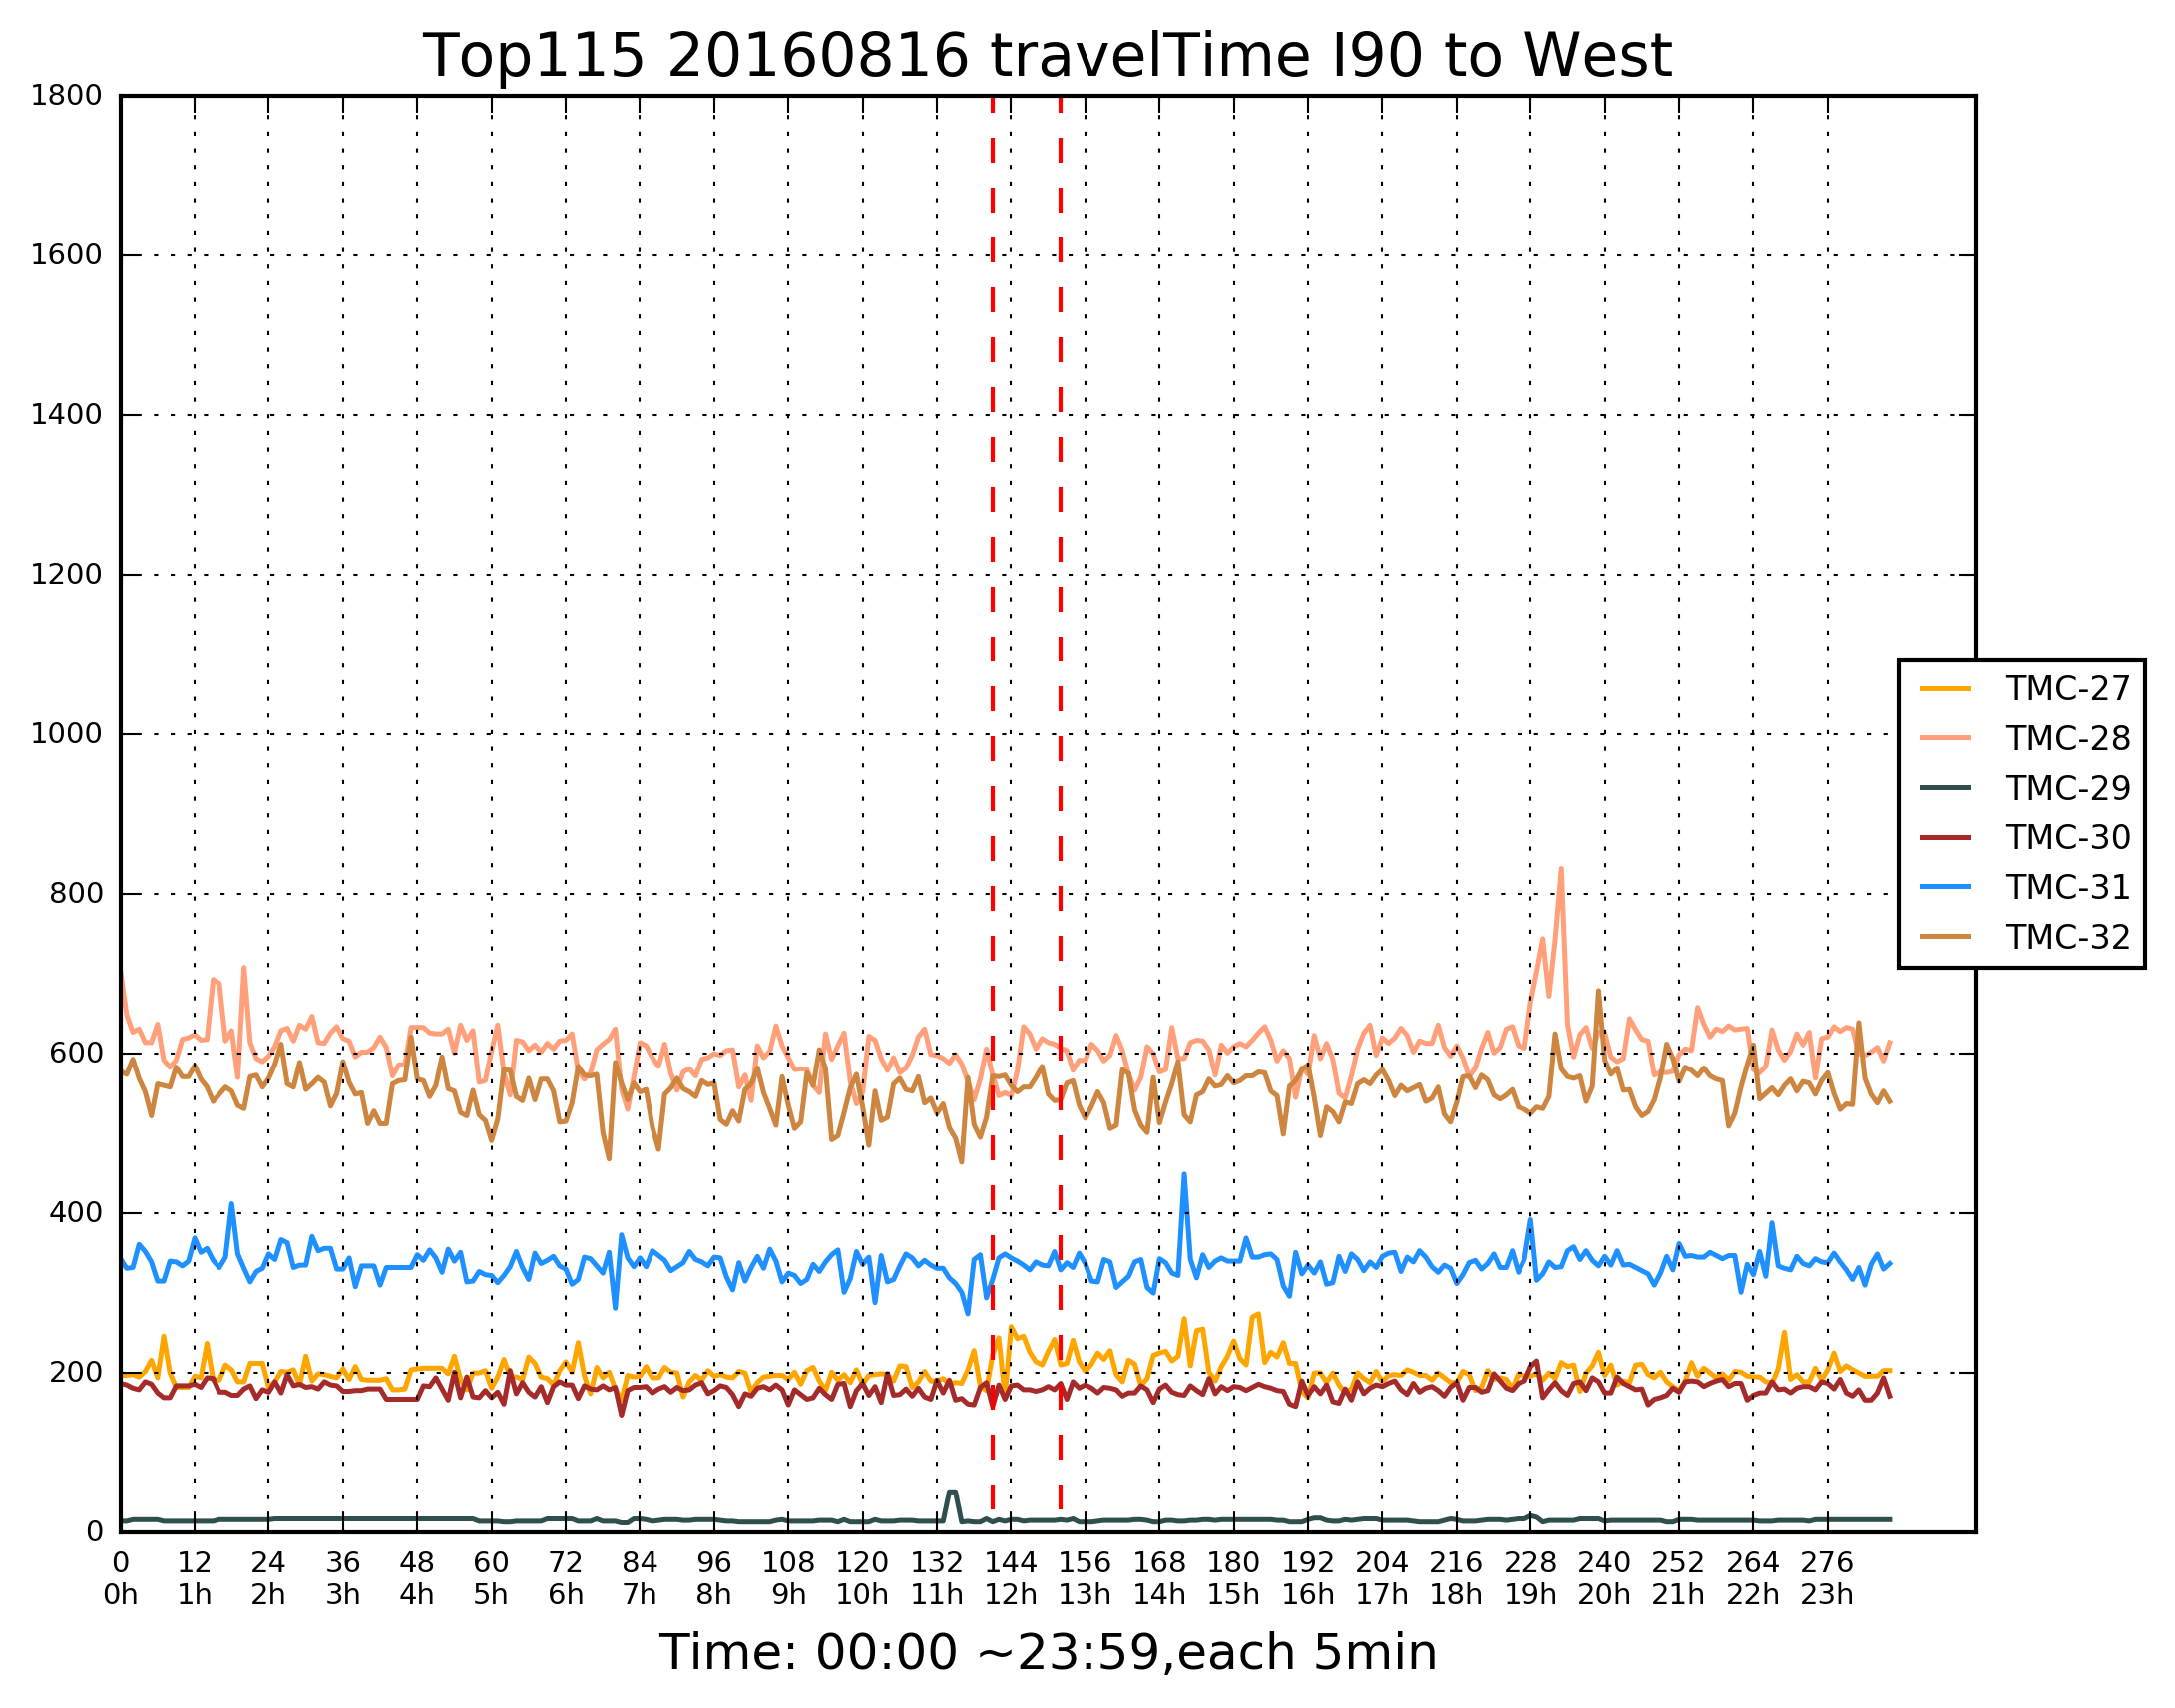 Top115 20160816 travelTime I90 to West
1800
1600
1400
1200
1000
800
600
400
200
0
TMC-27
TMC-28
TMC-29
TMC-30
TMC-31
TMC-32
0 12 24 36 48 60 72 84 96 108 120 132 144 156 168 180 192 204 216 228 240 252 264 276
0h 1h 2h 3h 4h 5h 6h 7h 8h 9h 10h 11h 12h 13h 14h 15h 16h 17h 18h 19h 20h 21h 22h 23h
Time: 00:00 ~23:59,each 5min